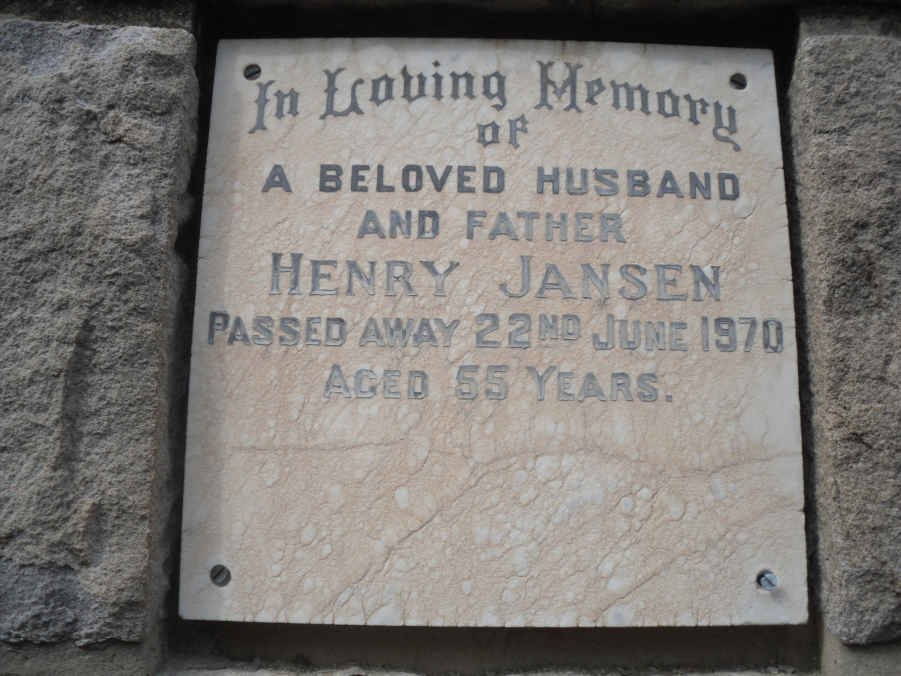 In Loving Memory
of
A BELOVED HUSBAND
AND FATHER
HENRY JANSEN
PASSED AWAY 22ND JUNE 1970
AGED 55 YEARS.